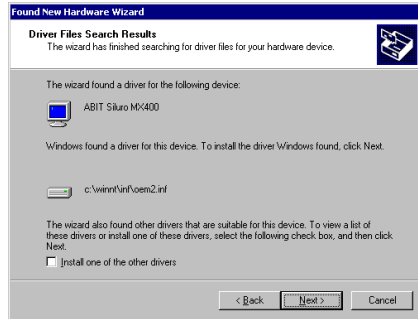 Found New Hardware Wizard
Driver Files Search Results
The wizard has finished searching for driver files for your hardware device.
The wizard found a driver for the following device:
ABIT Siluro MX400
Windows found a driver for this device. To install the driver Windows found, click Next.
c:\winnt\inf\oem2.inf
The wizard also found other drivers that are suitable for this device. To view a list of
these drivers or install one of these drivers, select the following check box, and then click
Next.
Install one of the other drivers
< Back
Next >
Cancel